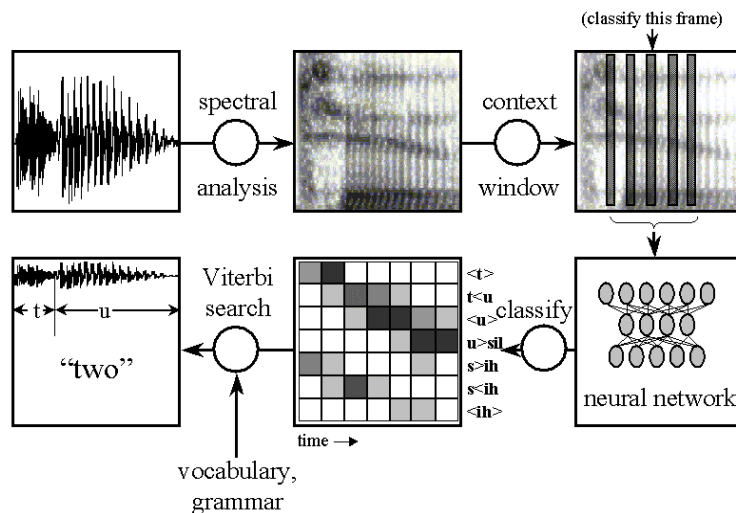 (classify this frame)
spectral
analysis
context
window
t
u
“two”
Viterbi
search
vocabulary,
grammar
<t>
t<u
<u>
u>sil
s>ih
s<ih
<ih>
time
classify
neural network